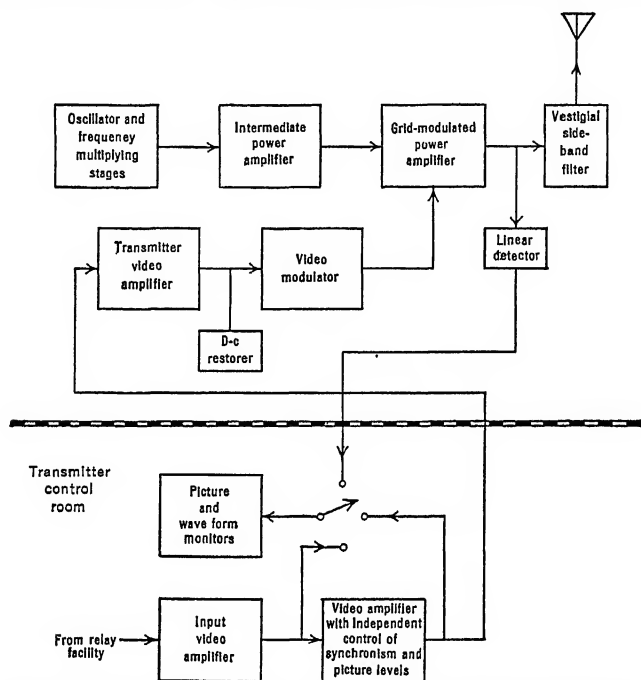 Oscillator and
frequency
multiplying
stages
Intermediate
power
amplifier
Grid-modulated
power
amplifier
Vestigial
side-
band
filter
Transmitter
video
amplifier
Video
modulator
Linear
detector
D-c
restorer
Transmitter
control
room
Picture
and
wave form
monitors
From relay
facility
Input
video
amplifier
Video amplifier
with independent
control of
synchronism and
picture levels